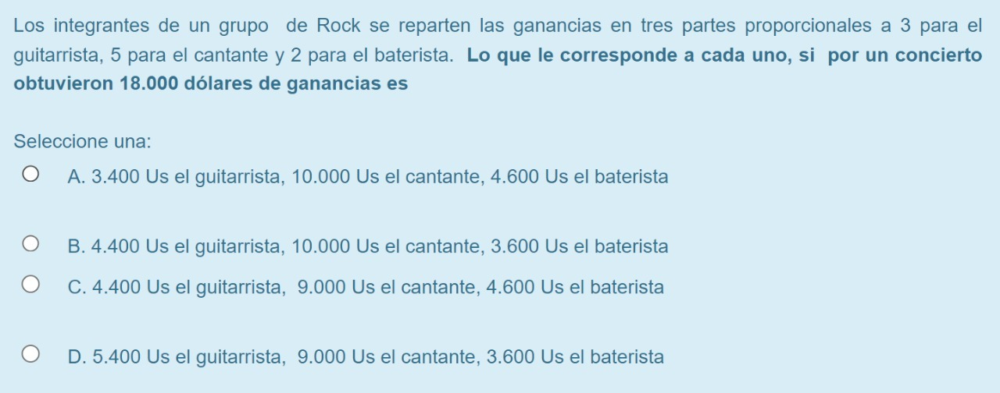 Los integrantes de un grupo de Rock se reparten las ganancias en tres partes proporcionales a 3 para el
guitarrista, 5 para el cantante y 2 para el baterista. Lo que le corresponde a cada uno, si por un concierto
obtuvieron 18.000 dólares de ganancias es
Seleccione una:
A. 3.400 Us el guitarrista, 10.000 Us el cantante, 4.600 Us el baterista
B. 4.400 Us el guitarrista, 10.000 Us el cantante, 3.600 Us el baterista
C. 4.400 Us el guitarrista, 9.000 Us el cantante, 4.600 Us el baterista
D. 5.400 Us el guitarrista, 9.000 Us el cantante, 3.600 Us el baterista